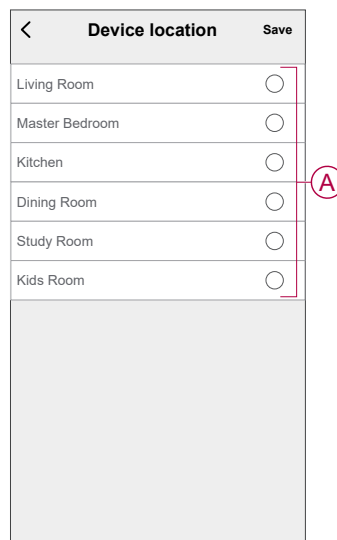 Device location Save
Living Room
Master Bedroom
Kitchen
A
Dining Room
Study Room
Kids Room